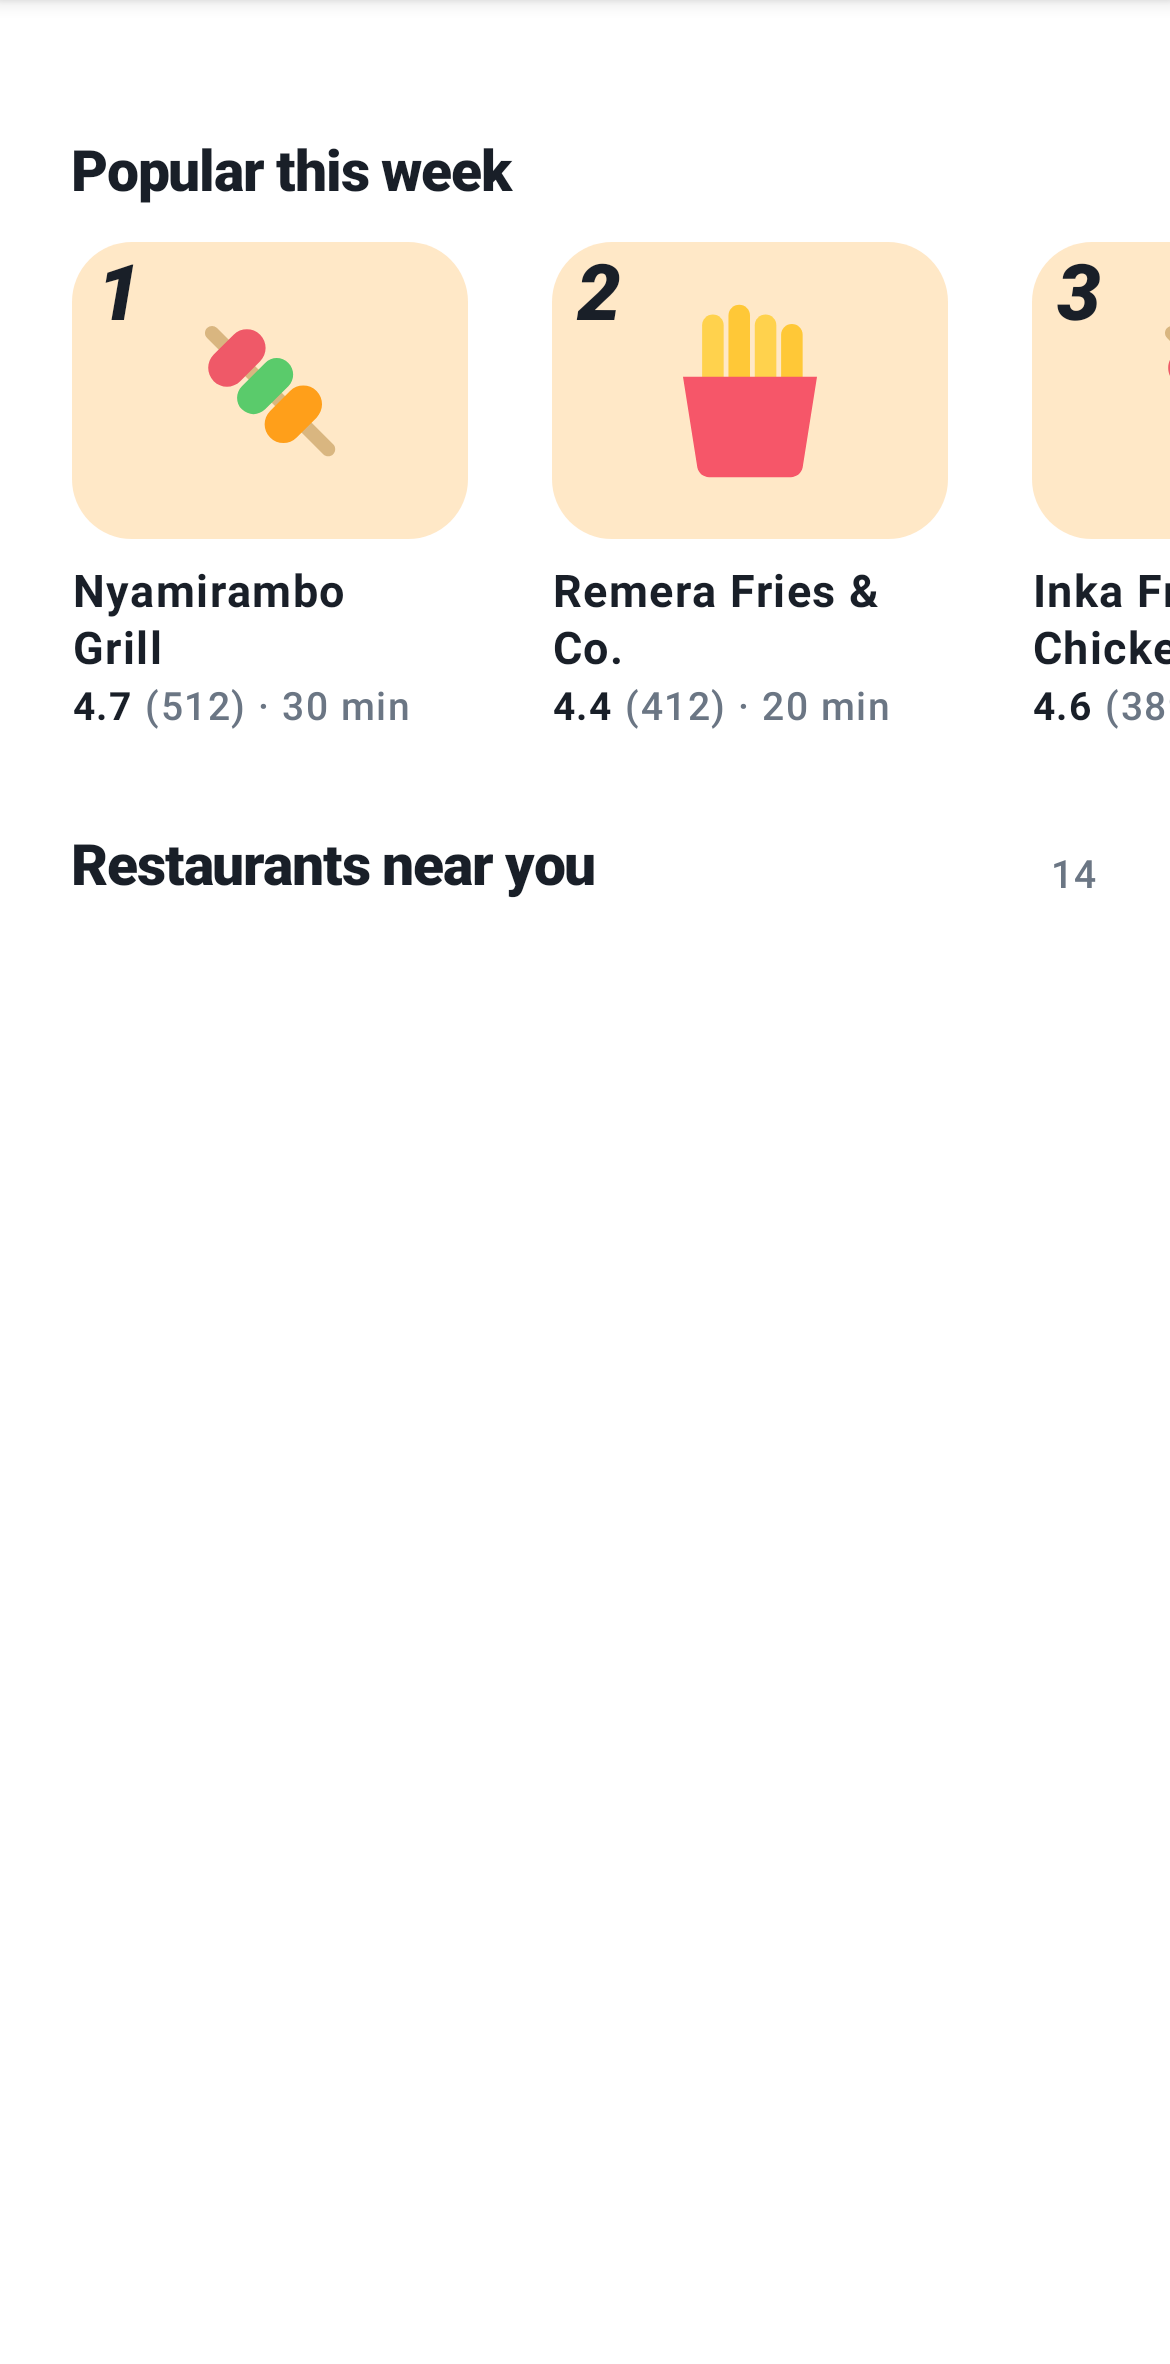 Popular this week
1
2
3
Nyamirambo
Grill
4.7 (512) · 30 min
Remera Fries &
Co.
4.4 (412) · 20 min
Inka
4.6
Restaurants near you
14